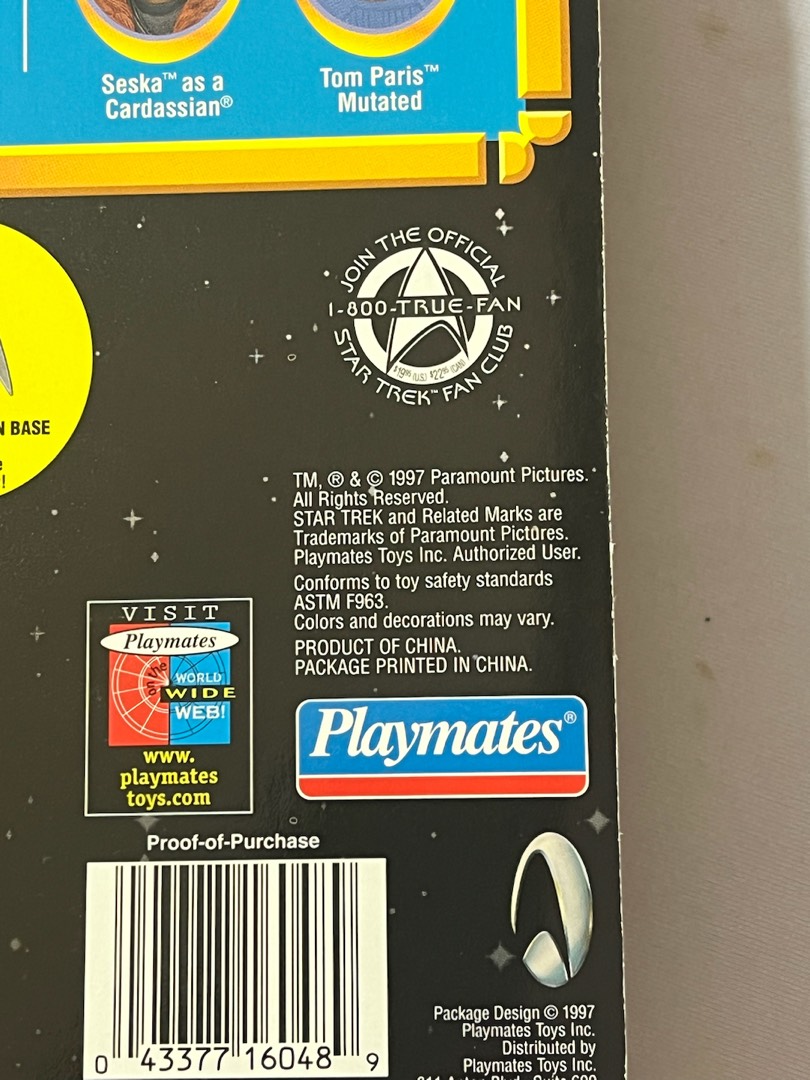 Seska™ as a
Cardassian®
Tom Paris™
Mutated
JOIN THE OFFICIAL
1-800-TRUE-FAN
$19⁹⁵ (U.S.) $22⁹⁵ (CAN)
STAR TREK™ FAN CLUB
N BASE
!
TM, ® & © 1997 Paramount Pictures.
All Rights Reserved.
STAR TREK and Related Marks are
Trademarks of Paramount Pictures.
Playmates Toys Inc. Authorized User.
Conforms to toy safety standards
ASTM F963.
Colors and decorations may vary.
PRODUCT OF CHINA.
PACKAGE PRINTED IN CHINA.
VISIT
Playmates
on the
WORLD
WIDE
WEB!
www.
playmates
toys.com
Playmates®
Proof-of-Purchase
0 43377 16048 9
Package Design © 1997
Playmates Toys Inc.
Distributed by
Playmates Toys Inc.